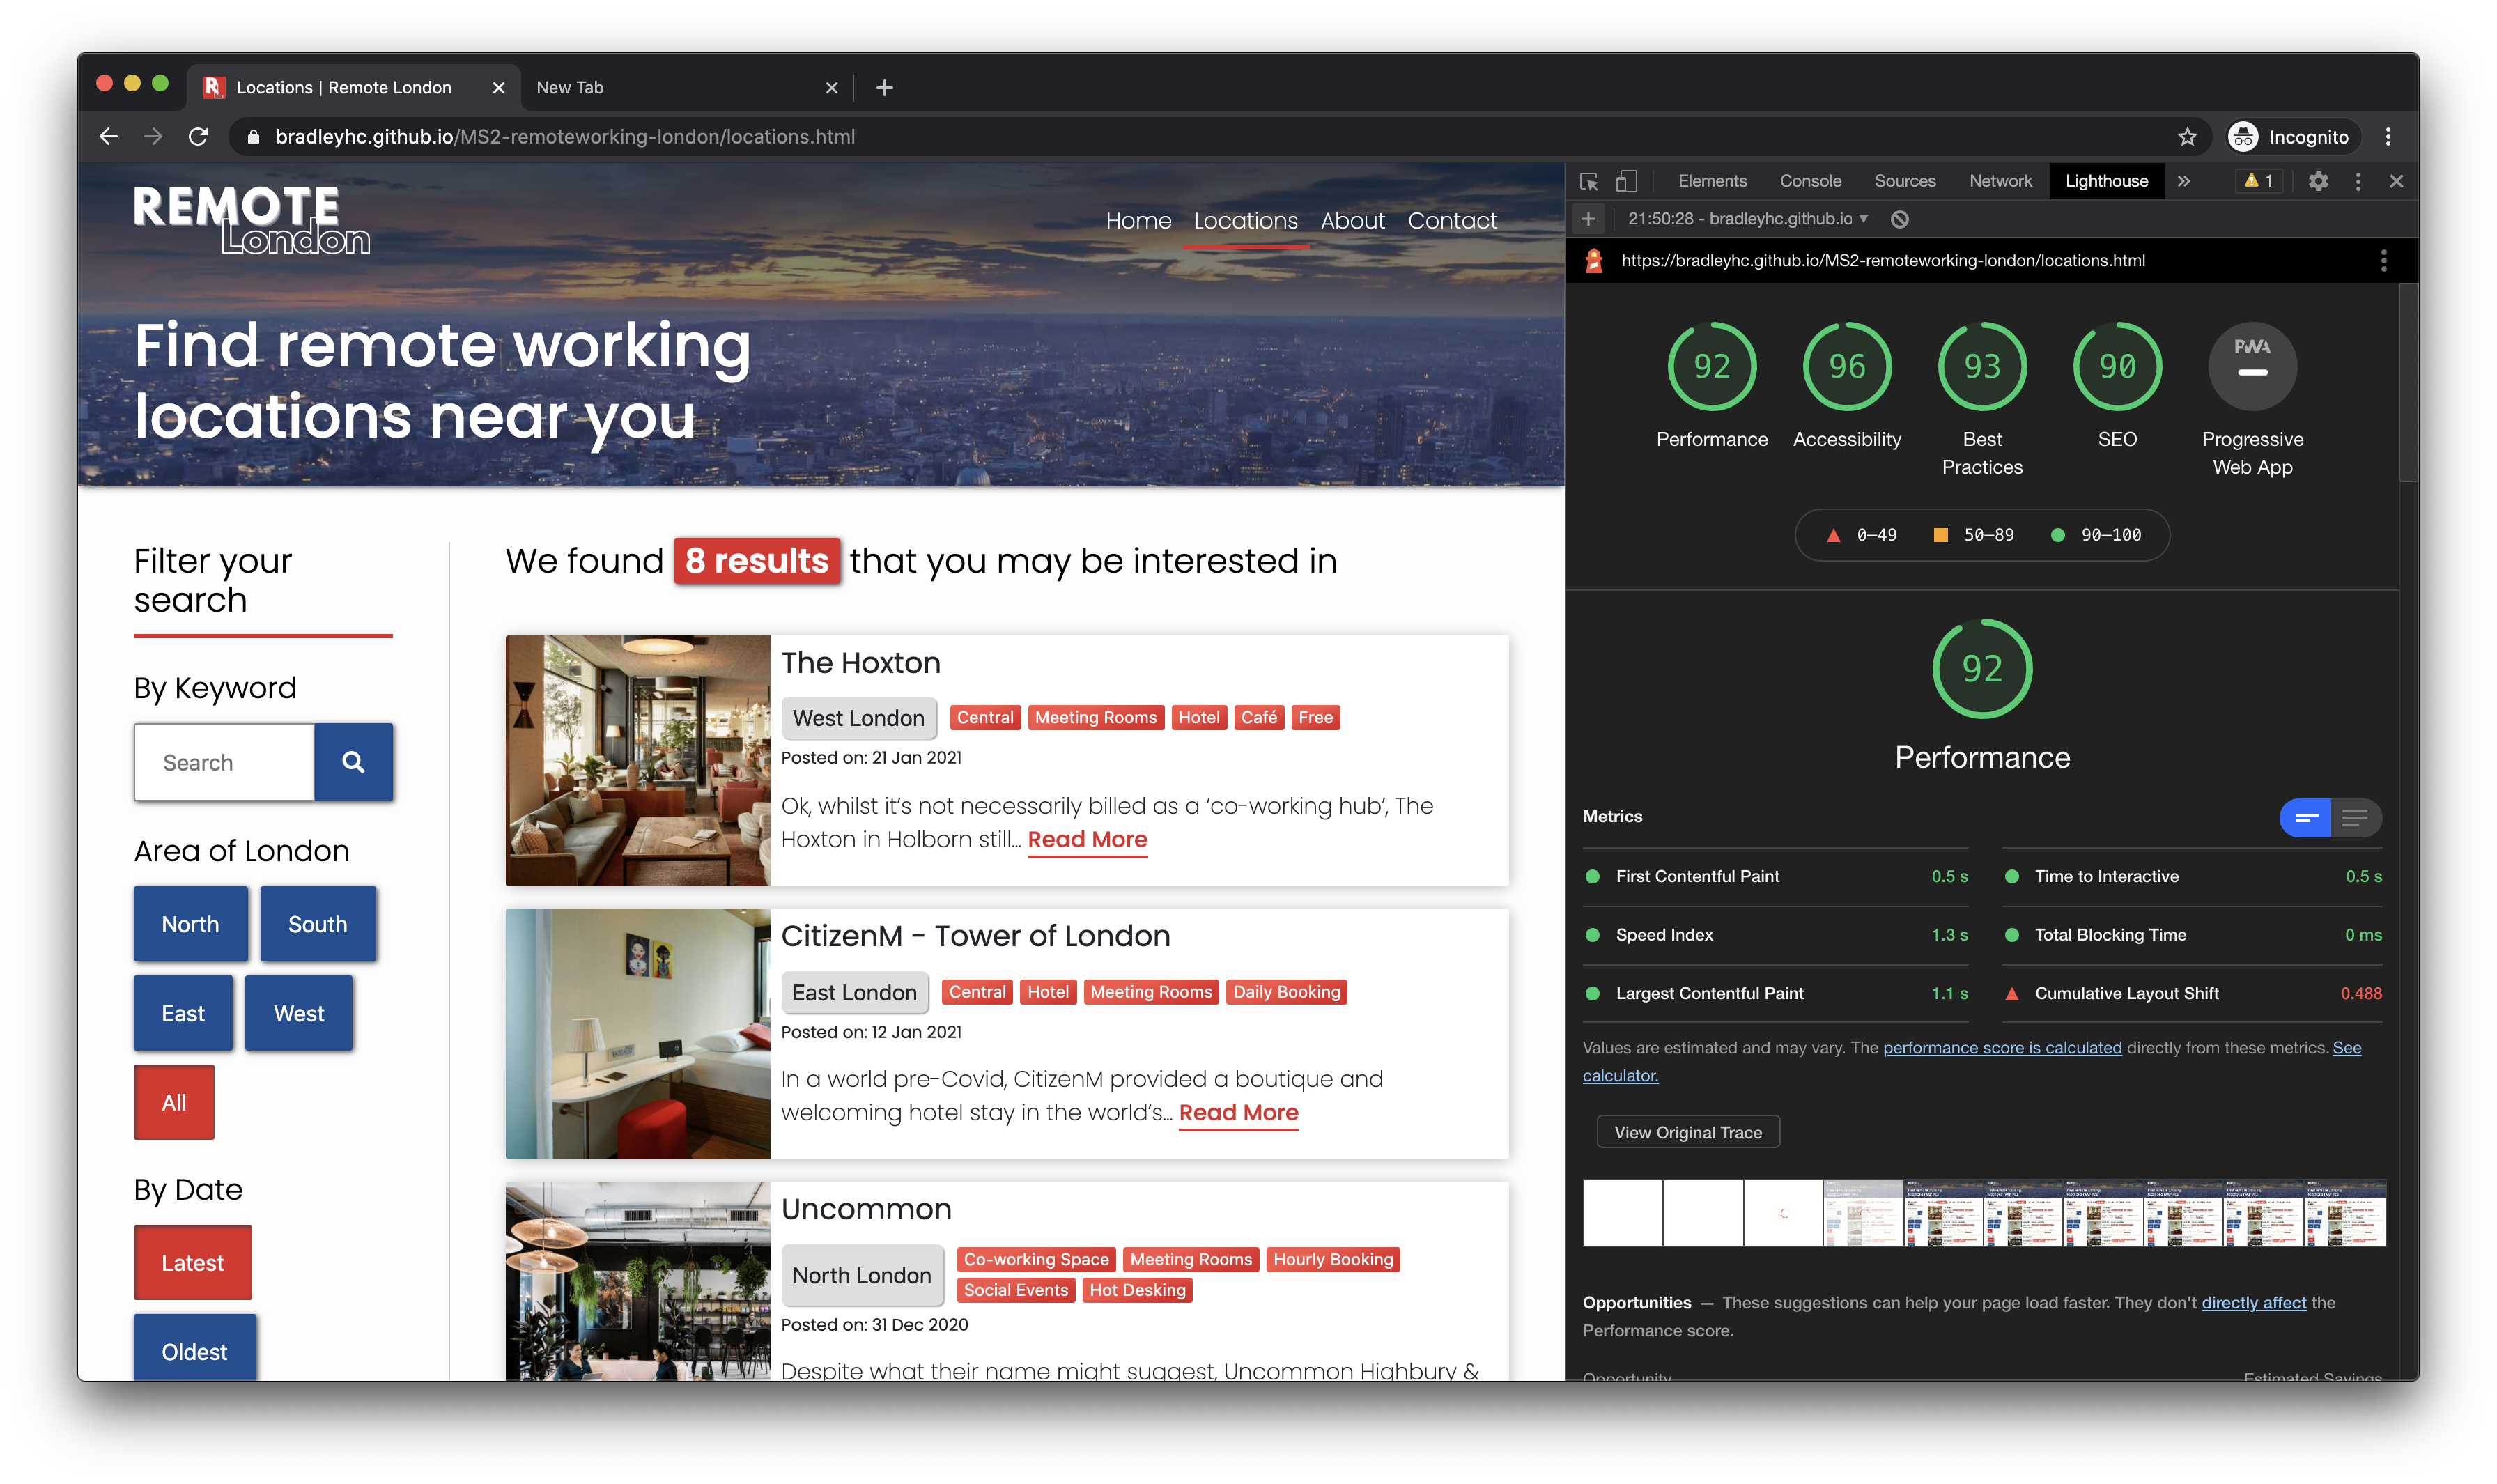 Locations | Remote London
New Tab
bradleyhc.github.io/MS2-remoteworking-london/locations.html
Incognito
REMOTE
London
Home Locations About Contact
Find remote working
locations near you
Filter your
search
By Keyword
Search
Area of London
North South
East West
All
By Date
Latest
Oldest
We found 8 results that you may be interested in
The Hoxton
West London Central Meeting Rooms Hotel Café Free
Posted on: 21 Jan 2021
Ok, whilst it’s not necessarily billed as a ‘co-working hub’, The
Hoxton in Holborn still... Read More
CitizenM - Tower of London
East London Central Hotel Meeting Rooms Daily Booking
Posted on: 12 Jan 2021
In a world pre-Covid, CitizenM provided a boutique and
welcoming hotel stay in the world’s... Read More
Uncommon
North London Co-working Space Meeting Rooms Hourly Booking
Social Events Hot Desking
Posted on: 31 Dec 2020
Despite what their name might suggest, Uncommon Highbury &
Elements Console Sources Network Lighthouse » 1
21:50:28 - bradleyhc.github.io
https://bradleyhc.github.io/MS2-remoteworking-london/locations.html
92 96 93 90 PWA
Performance Accessibility Best Practices SEO Progressive Web App
0–49 50–89 90–100
92
Performance
Metrics
First Contentful Paint 0.5 s Time to Interactive 0.5 s
Speed Index 1.3 s Total Blocking Time 0 ms
Largest Contentful Paint 1.1 s Cumulative Layout Shift 0.488
Values are estimated and may vary. The performance score is calculated directly from these metrics. See
calculator.
View Original Trace
Opportunities — These suggestions can help your page load faster. They don't directly affect the
Performance score.
Opportunity Estimated Savings